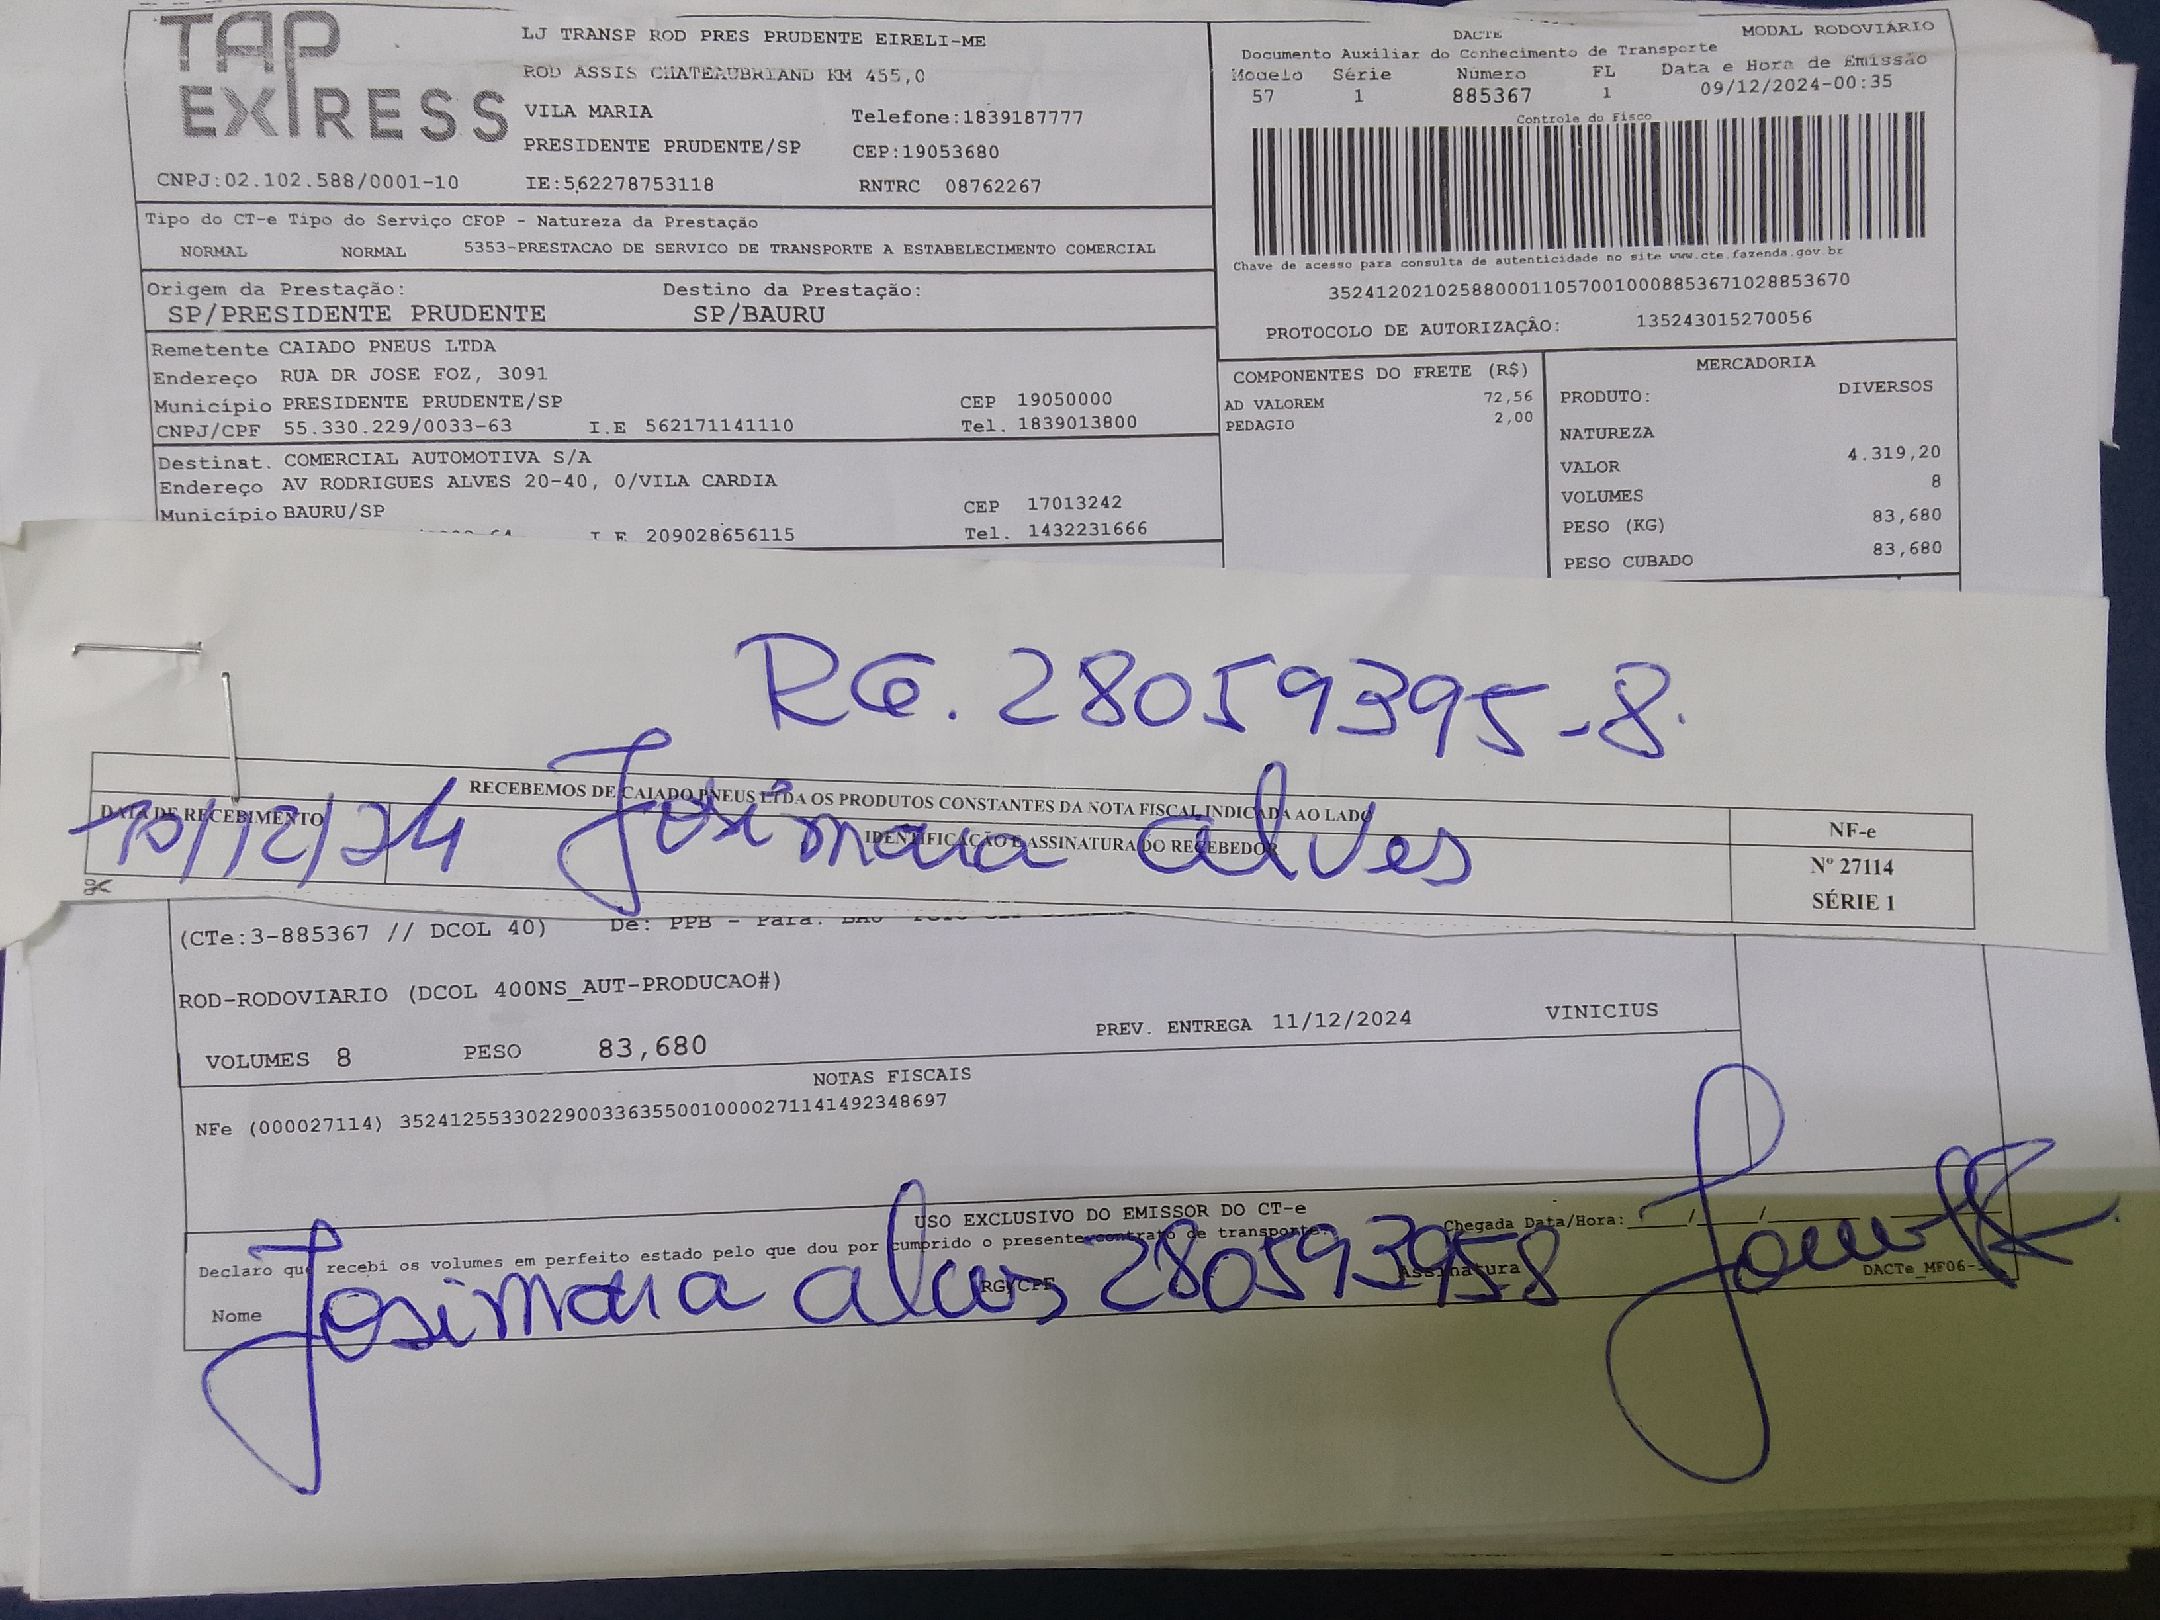 TAP
EXPRESS
LJ TRANSP ROD PRES PRUDENTE EIRELI-ME
ROD ASSIS CHATEAUBRIAND KM 455,0
VILA MARIA Telefone:1839187777
PRESIDENTE PRUDENTE/SP CEP:19053680
CNPJ:02.102.588/0001-10 IE:562278753118 RNTRC 08762267
DACTE MODAL RODOVIÁRIO
Documento Auxiliar do Conhecimento de Transporte
Modelo Série Número FL Data e Hora de Emissão
57 1 885367 1 09/12/2024-00:35
Controle do Fisco
Chave de acesso para consulta de autenticidade no site www.cte.fazenda.gov.br
35241202102588000110570010008853671028853670
PROTOCOLO DE AUTORIZAÇÃO: 135243015270056
Tipo do CT-e Tipo do Serviço CFOP - Natureza da Prestação
NORMAL NORMAL 5353-PRESTACAO DE SERVICO DE TRANSPORTE A ESTABELECIMENTO COMERCIAL
Origem da Prestação: Destino da Prestação:
SP/PRESIDENTE PRUDENTE SP/BAURU
Remetente CAIADO PNEUS LTDA
Endereço RUA DR JOSE FOZ, 3091
Município PRESIDENTE PRUDENTE/SP CEP 19050000
CNPJ/CPF 55.330.229/0033-63 I.E 562171141110 Tel. 1839013800
Destinat. COMERCIAL AUTOMOTIVA S/A
Endereço AV RODRIGUES ALVES 20-40, 0/VILA CARDIA
Município BAURU/SP CEP 17013242
I.E 209028656115 Tel. 1432231666
COMPONENTES DO FRETE (R$)
AD VALOREM 72,56
PEDAGIO 2,00
MERCADORIA
PRODUTO: DIVERSOS
NATUREZA
VALOR 4.319,20
VOLUMES 8
PESO (KG) 83,680
PESO CUBADO 83,680
RG. 28059395-8.
RECEBEMOS DE CAIADO PNEUS LTDA OS PRODUTOS CONSTANTES DA NOTA FISCAL INDICADA AO LADO
DATA DE RECEBIMENTO IDENTIFICAÇÃO E ASSINATURA DO RECEBEDOR
10/12/24 Josimara Alves
NF-e
Nº 27114
SÉRIE 1
(CTe:3-885367 // DCOL 40) De: PPB - Para:
ROD-RODOVIARIO (DCOL 400NS_AUT-PRODUCAO#)
VOLUMES 8 PESO 83,680 PREV. ENTREGA 11/12/2024 VINICIUS
NOTAS FISCAIS
NFe (000027114) 35241255330229003363550010000271141492348697
USO EXCLUSIVO DO EMISSOR DO CT-e
Declaro que recebi os volumes em perfeito estado pelo que dou por cumprido o presente contrato de transporte. Chegada Data/Hora:____/____/____
Nome RG/CPF Assinatura DACTe_MF06-
Josimara Alves 280593958